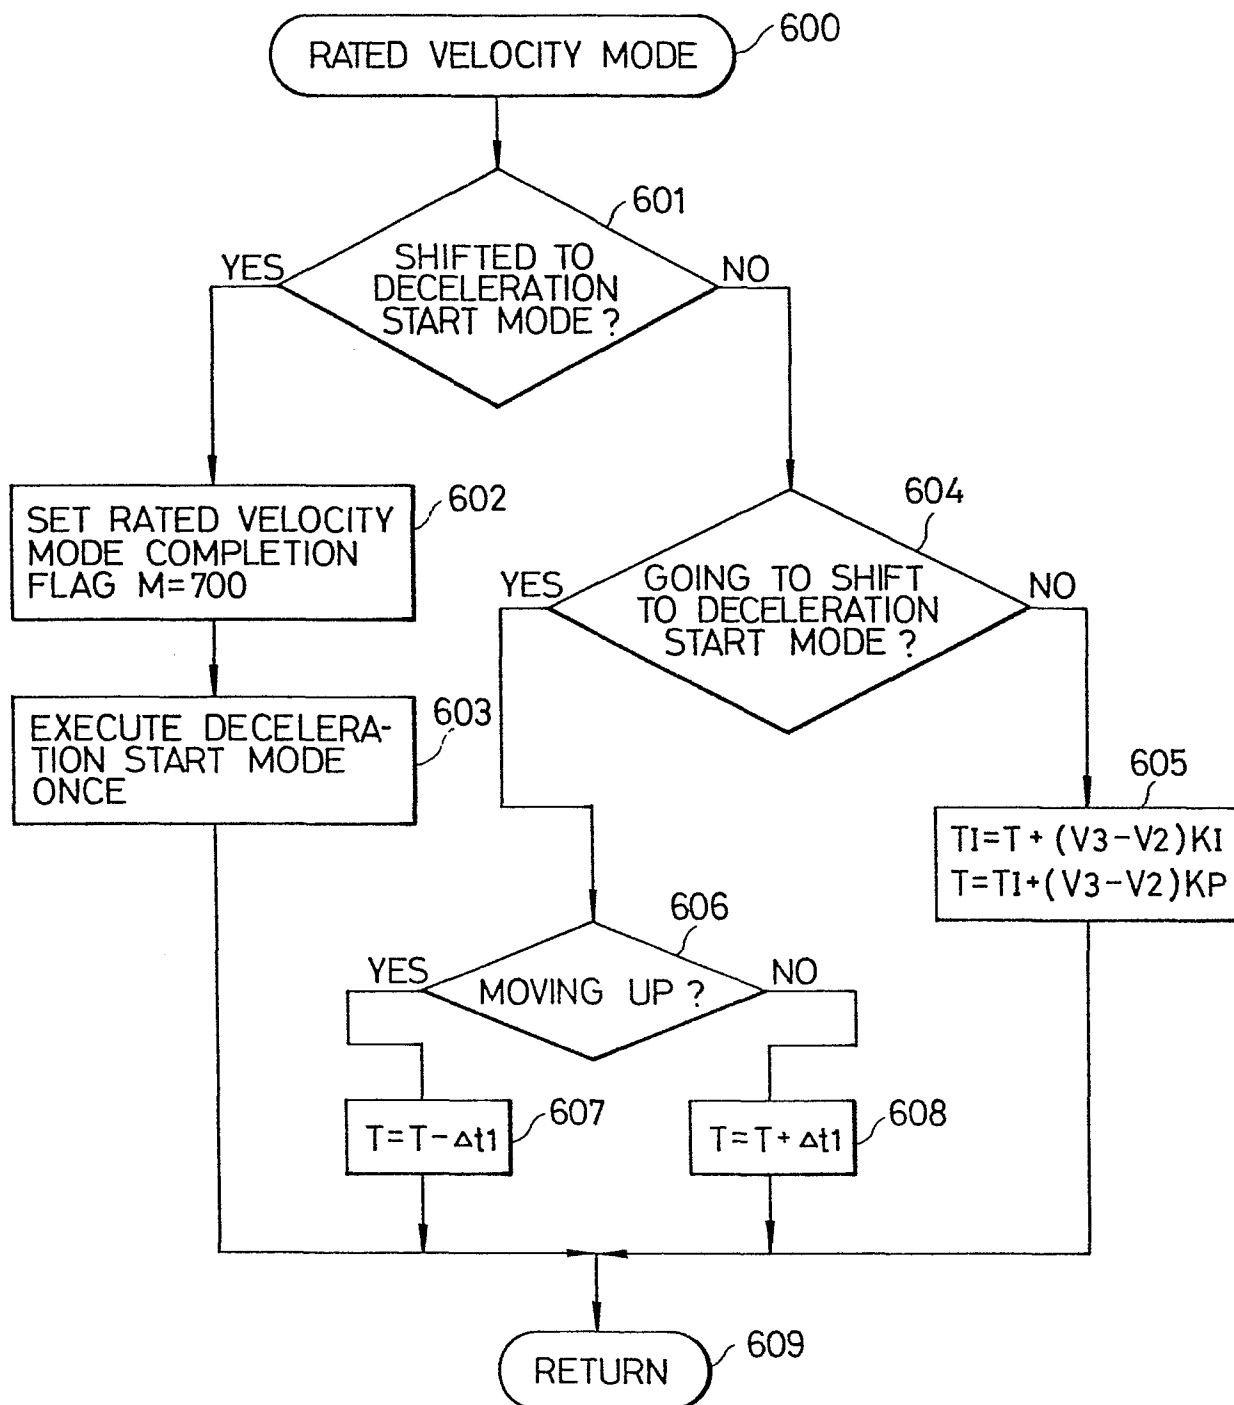 RATED VELOCITY MODE
600
601
YES
SHIFTED TO
DECELERATION
START MODE?
NO
602
SET RATED VELOCITY
MODE COMPLETION
FLAG M=700
604
YES
GOING TO SHIFT
TO DECELERATION
START MODE?
NO
603
EXECUTE DECELERA-
TION START MODE
ONCE
605
TI=T+(V3-V2)KI
T=TI+(V3-V2)KP
606
YES
MOVING UP?
NO
607
T=T-Δt1
608
T=T+Δt1
RETURN
609